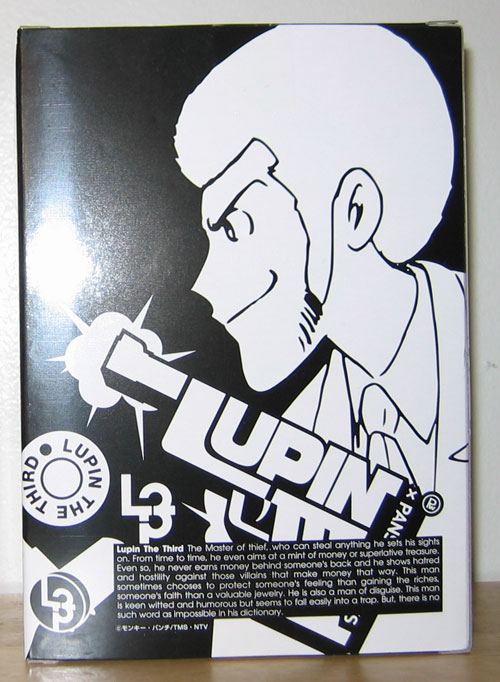 LUPIN THE THIRD
L3P
LUPIN
× PANS
Lupin The Third The Master of thief, who can steal anything he sets his sights
on. From time to time, he even aims at a mint of money or superlative treasure.
Even so, he never earns money behind someone's back and he shows hatred
and hostility against those villains that make money that way. This man
sometimes chooses to protect someone's feeling than gaining the riches,
someone's faith than a valuable jewelry. He is also a man of disguise. This man
is keen witted and humorous but seems to fall easily into a trap. But, there is no
such word as impossible in his dictionary.
©モンキー・パンチ/TMS・NTV